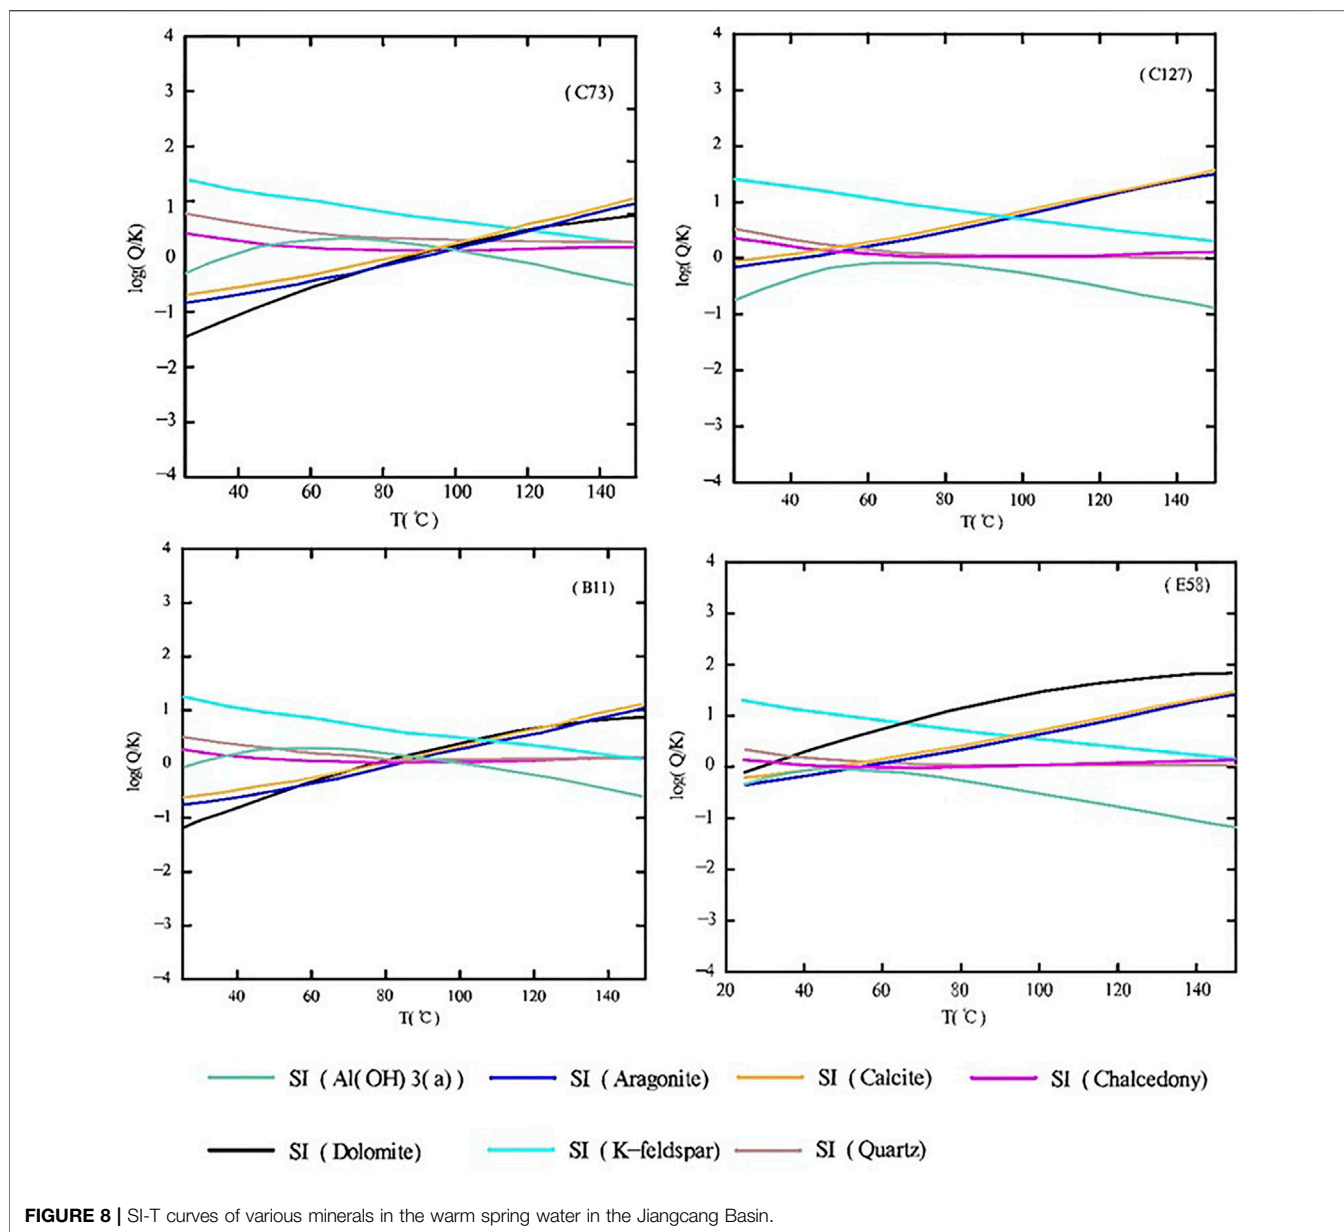 4
3
2
1
0
−1
−2
−3
−4
log( Q/K)
( C73)
40 60 80 100 120 140
T( ℃)
4
3
2
1
0
−1
−2
−3
−4
log( Q/K)
( C127)
40 60 80 100 120 140
T( ℃)
4
3
2
1
0
−1
−2
−3
−4
log( Q/K)
( B11)
40 60 80 100 120 140
T( ℃)
4
3
2
1
0
−1
−2
−3
−4
log( Q/K)
( E58)
20 40 60 80 100 120 140
T( ℃)
SI ( Al( OH) 3( a) ) SI ( Aragonite) SI ( Calcite) SI ( Chalcedony)
SI ( Dolomite) SI ( K−feldspar) SI ( Quartz)
FIGURE 8 | SI-T curves of various minerals in the warm spring water in the Jiangcang Basin.